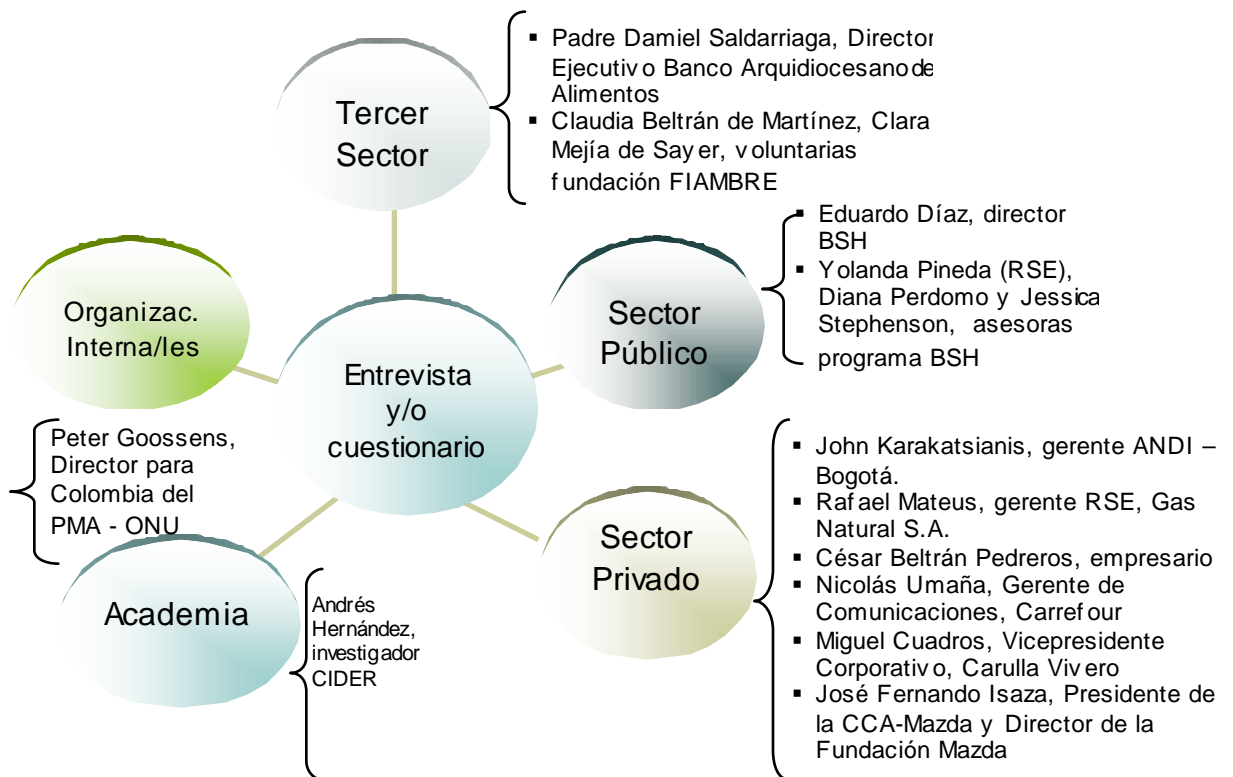 Tercer
Sector
▪ Padre Damiel Saldarriaga, Director
Ejecutivo Banco Arquidiocesano de
Alimentos
▪ Claudia Beltrán de Martínez, Clara
Mejía de Sayer, voluntarias
fundación FIAMBRE
Sector
Público
▪ Eduardo Díaz, director
BSH
▪ Yolanda Pineda (RSE),
Diana Perdomo y Jessica
Stephenson, asesoras
programa BSH
Organizac.
Interna/les
Entrevista
y/o
cuestionario
Peter Goossens,
Director para
Colombia del
PMA - ONU
Sector
Privado
▪ John Karakatsianis, gerente ANDI –
Bogotá.
▪ Rafael Mateus, gerente RSE, Gas
Natural S.A.
▪ César Beltrán Pedreros, empresario
▪ Nicolás Umaña, Gerente de
Comunicaciones, Carrefour
▪ Miguel Cuadros, Vicepresidente
Corporativo, Carulla Vivero
▪ José Fernando Isaza, Presidente de
la CCA-Mazda y Director de la
Fundación Mazda
Academia
Andrés
Hernández,
investigador
CIDER